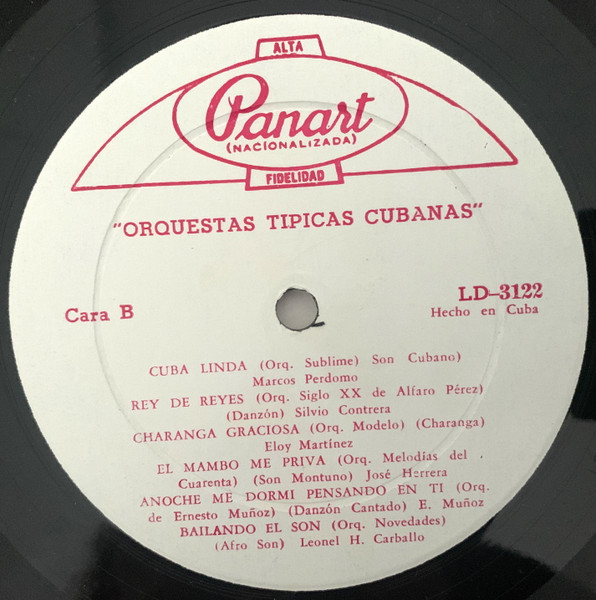 ALTA
Panart
(NACIONALIZADA)
FIDELIDAD
"ORQUESTAS TIPICAS CUBANAS"
Cara B
LD-3122
Hecho en Cuba
CUBA LINDA (Orq. Sublime) Son Cubano)
Marcos Perdomo
REY DE REYES (Orq. Siglo XX de Alfaro Pérez)
(Danzón) Silvio Contrera
CHARANGA GRACIOSA (Orq. Modelo) (Charanga)
Eloy Martínez
EL MAMBO ME PRIVA (Orq. Melodías del .
Cuarenta) (Son Montuno) José Herrera
ANOCHE ME DORMI PENSANDO EN TI (Orq.
de Ernesto Muñoz) (Danzón Cantado) E. Muñoz
BAILANDO EL SON (Orq. Novedades)
(Afro Son) Leonel H. Carballo